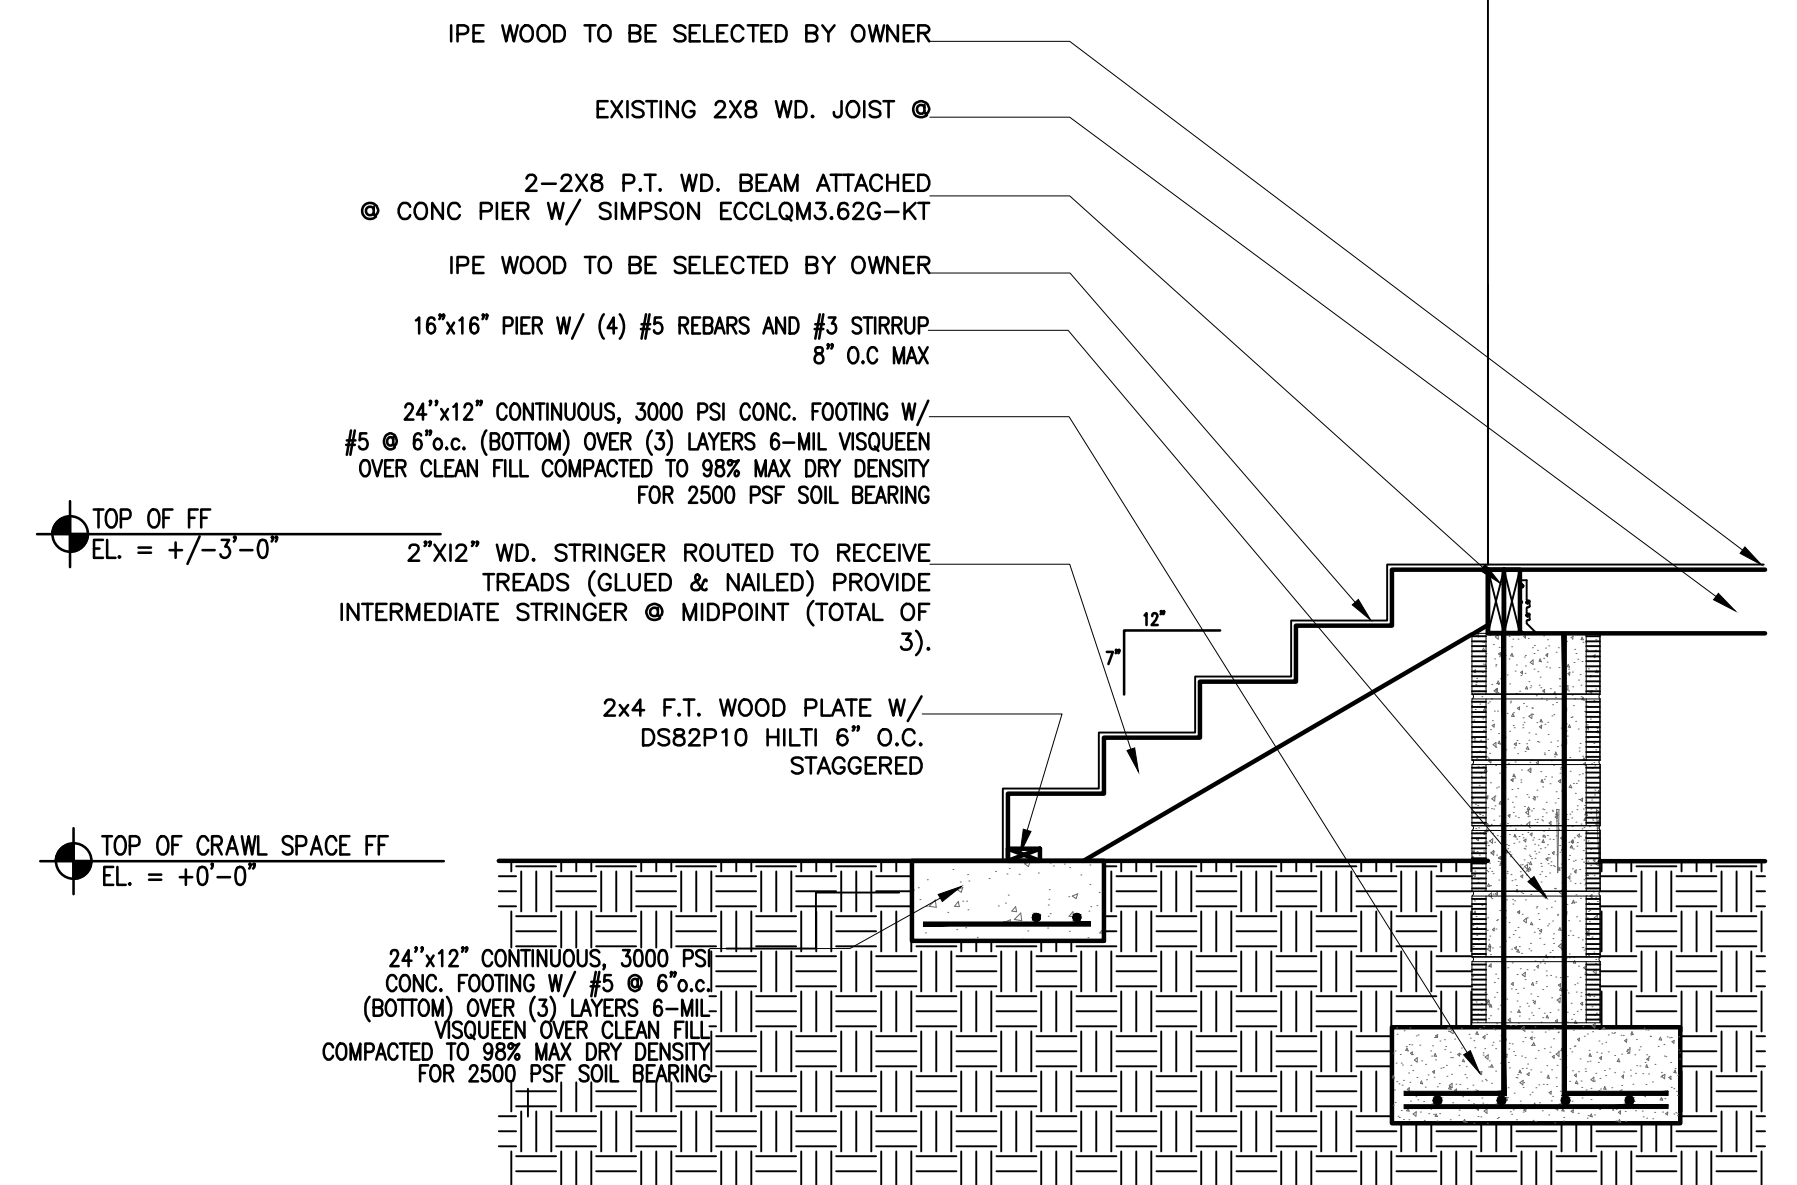 IPE WOOD TO BE SELECTED BY OWNER
EXISTING 2X8 WD. JOIST @
2-2X8 P.T. WD. BEAM ATTACHED
@ CONC PIER W/ SIMPSON ECCLQM3.62G-KT
IPE WOOD TO BE SELECTED BY OWNER
16"x16" PIER W/ (4) #5 REBARS AND #3 STIRRUP
8" O.C MAX
24''x12" CONTINUOUS, 3000 PSI CONC. FOOTING W/
#5 @ 6"o.c. (BOTTOM) OVER (3) LAYERS 6-MIL VISQUEEN
OVER CLEAN FILL COMPACTED TO 98% MAX DRY DENSITY
FOR 2500 PSF SOIL BEARING
TOP OF FF
EL. = +/-3'-0"
2"X12" WD. STRINGER ROUTED TO RECEIVE
TREADS (GLUED & NAILED) PROVIDE
INTERMEDIATE STRINGER @ MIDPOINT (TOTAL OF
3).
12"
7"
2x4 F.T. WOOD PLATE W/
DS82P10 HILTI 6" O.C.
STAGGERED
TOP OF CRAWL SPACE FF
EL. = +0'-0"
24''x12" CONTINUOUS, 3000 PSI
CONC. FOOTING W/ #5 @ 6"o.c.
(BOTTOM) OVER (3) LAYERS 6-MIL
VISQUEEN OVER CLEAN FILL
COMPACTED TO 98% MAX DRY DENSITY
FOR 2500 PSF SOIL BEARING